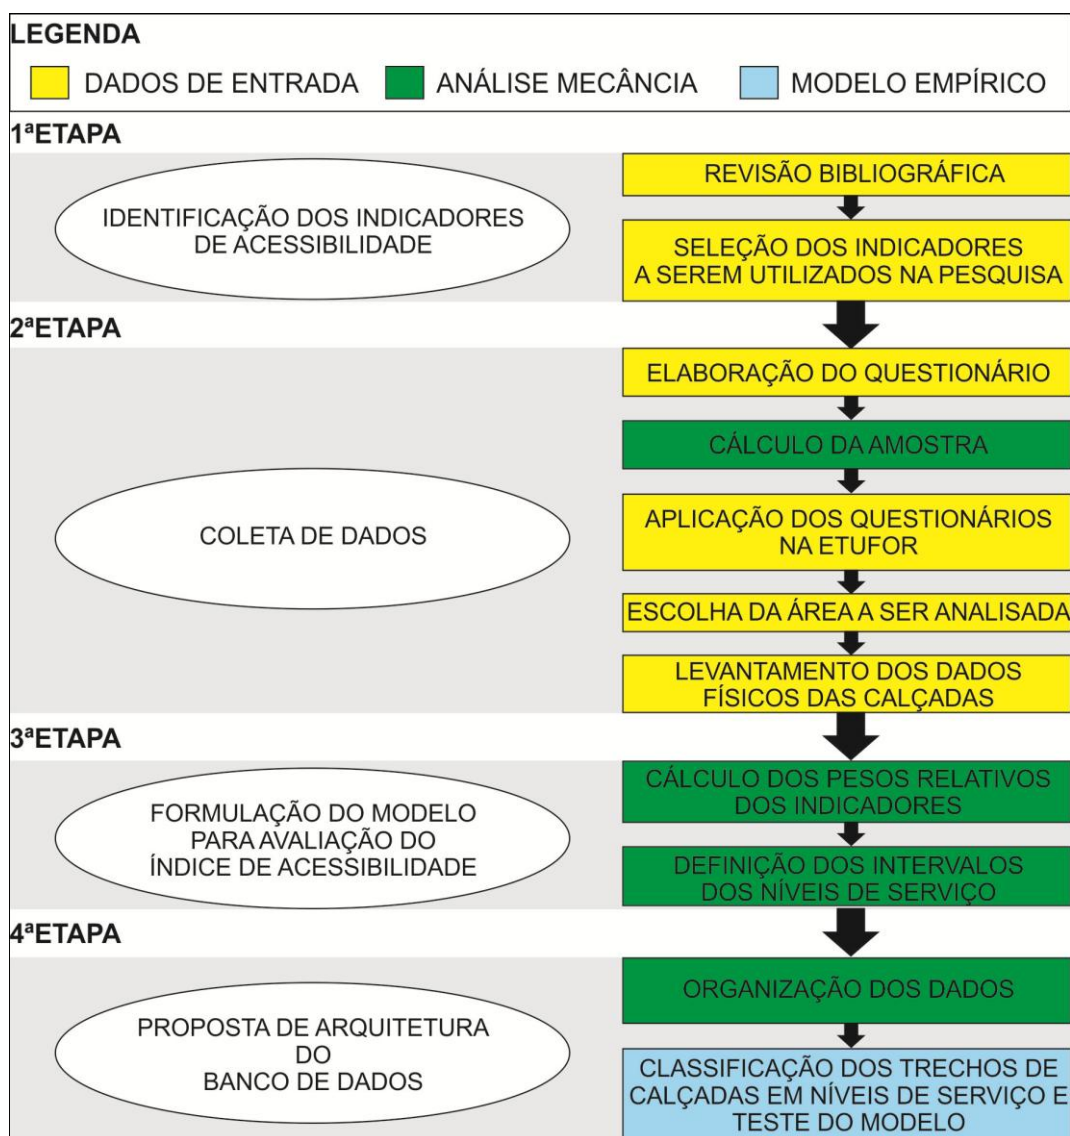 LEGENDA
DADOS DE ENTRADA
ANÁLISE MECÂNCIA
MODELO EMPÍRICO
1ªETAPA
IDENTIFICAÇÃO DOS INDICADORES
DE ACESSIBILIDADE
REVISÃO BIBLIOGRÁFICA
SELEÇÃO DOS INDICADORES
A SEREM UTILIZADOS NA PESQUISA
2ªETAPA
COLETA DE DADOS
ELABORAÇÃO DO QUESTIONÁRIO
CÁLCULO DA AMOSTRA
APLICAÇÃO DOS QUESTIONÁRIOS
NA ETUFOR
ESCOLHA DA ÁREA A SER ANALISADA
LEVANTAMENTO DOS DADOS
FÍSICOS DAS CALÇADAS
3ªETAPA
FORMULAÇÃO DO MODELO
PARA AVALIAÇÃO DO
ÍNDICE DE ACESSIBILIDADE
CÁLCULO DOS PESOS RELATIVOS
DOS INDICADORES
DEFINIÇÃO DOS INTERVALOS
DOS NÍVEIS DE SERVIÇO
4ªETAPA
PROPOSTA DE ARQUITETURA
DO
BANCO DE DADOS
ORGANIZAÇÃO DOS DADOS
CLASSIFICAÇÃO DOS TRECHOS DE
CALÇADAS EM NÍVEIS DE SERVIÇO E
TESTE DO MODELO